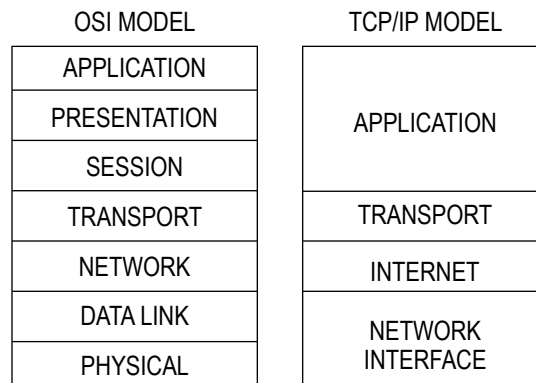 OSI MODEL
APPLICATION
PRESENTATION
SESSION
TRANSPORT
NETWORK
DATA LINK
PHYSICAL
TCP/IP MODEL
APPLICATION
TRANSPORT
INTERNET
NETWORK
INTERFACE